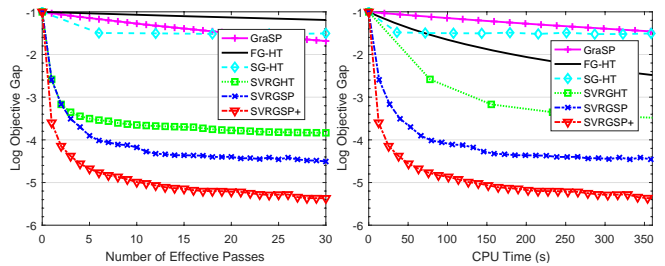 -1
-2
-3
-4
-5
-6
0
5
10
15
20
25
30
Log Objective Gap
Number of Effective Passes
GraSP
FG-HT
SG-HT
SVRGHT
SVRGSP
SVRGSP+
-1
-2
-3
-4
-5
-6
0
50
100
150
200
250
300
350
Log Objective Gap
CPU Time (s)
GraSP
FG-HT
SG-HT
SVRGHT
SVRGSP
SVRGSP+